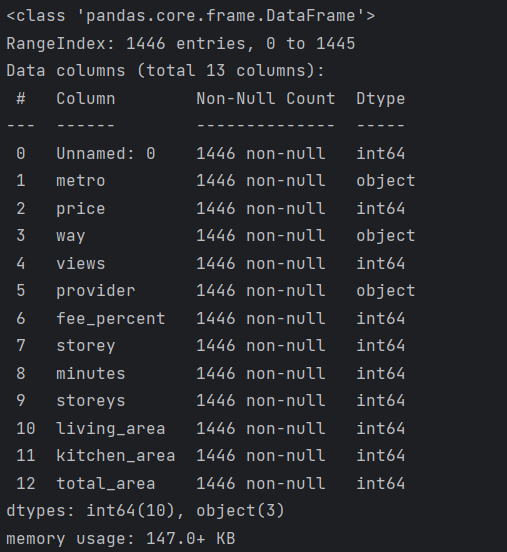 <class 'pandas.core.frame.DataFrame'>
RangeIndex: 1446 entries, 0 to 1445
Data columns (total 13 columns):
 #   Column        Non-Null Count  Dtype
---  ------        --------------  -----
 0   Unnamed: 0    1446 non-null   int64
 1   metro         1446 non-null   object
 2   price         1446 non-null   int64
 3   way           1446 non-null   object
 4   views         1446 non-null   int64
 5   provider      1446 non-null   object
 6   fee_percent   1446 non-null   int64
 7   storey        1446 non-null   int64
 8   minutes       1446 non-null   int64
 9   storeys       1446 non-null   int64
 10  living_area   1446 non-null   int64
 11  kitchen_area  1446 non-null   int64
 12  total_area    1446 non-null   int64
dtypes: int64(10), object(3)
memory usage: 147.0+ KB